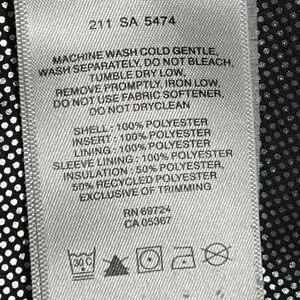 211 SA 5474
MACHINE WASH COLD GENTLE,
WASH SEPARATELY, DO NOT BLEACH,
TUMBLE DRY LOW,
REMOVE PROMPTLY, IRON LOW,
DO NOT USE FABRIC SOFTENER,
DO NOT DRYCLEAN
SHELL : 100% POLYESTER
INSERT : 100% POLYESTER
LINING : 100% POLYESTER
SLEEVE LINING : 100% POLYESTER
INSULATION : 50% POLYESTER,
50% RECYCLED POLYESTER
EXCLUSIVE OF TRIMMING
RN 69724
CA 05367
30 C